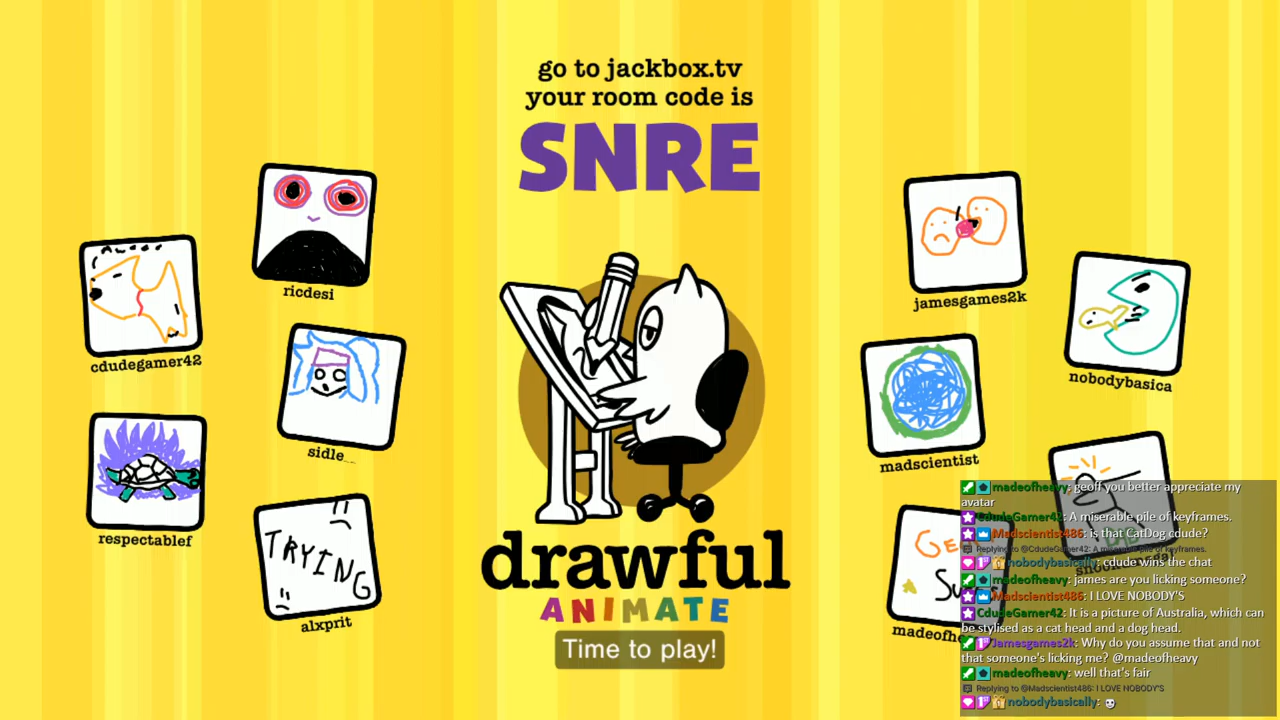 go to jackbox.tv
your room code is
SNRE
ricdesi
cdudegamer42
sidle
respectablef
TRYING
alxprit
jamesgames2k
nobodybasica
madscientist
drawful
ANIMATE
Time to play!
madeofheavy: geoff you better appreciate my
avatar
CdudeGamer42: A miserable pile of keyframes.
Madscientist486: is that CatDog cdude?
Replying to @CdudeGamer42: A miserable pile of keyframes.
nobodybasically: cdude wins the chat
madeofheavy: james are you licking someone?
Madscientist486: I LOVE NOBODY'S
CdudeGamer42: It is a picture of Australia, which can
be stylised as a cat head and a dog head.
Jamesgames2k: Why do you assume that and not
that someone's licking me? @madeofheavy
madeofheavy: well that's fair
Replying to @Madscientist486: I LOVE NOBODY'S
nobodybasically: